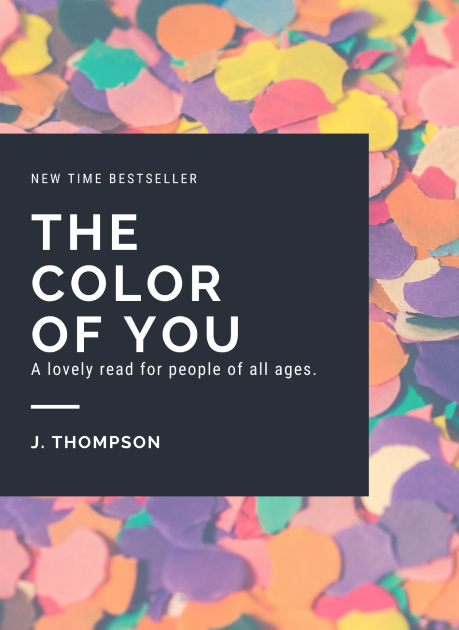 NEW TIME BESTSELLER
THE
COLOR
OF YOU
A lovely read for people of all ages.
J. THOMPSON